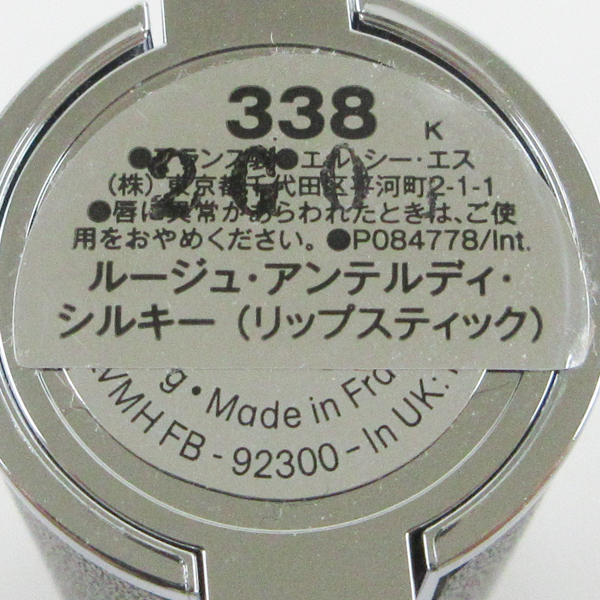 338 K
●フランス製●エル・シー・エス
2G0
(株) 東京都千代田区平河町2-1-1
●唇に異常があらわれたときは、ご使
用をおやめください。●P084778/Int.
ルージュ・アンテルディ・
シルキー (リップスティック)
g • Made in Fra
VMH FB - 92300 - In UK: